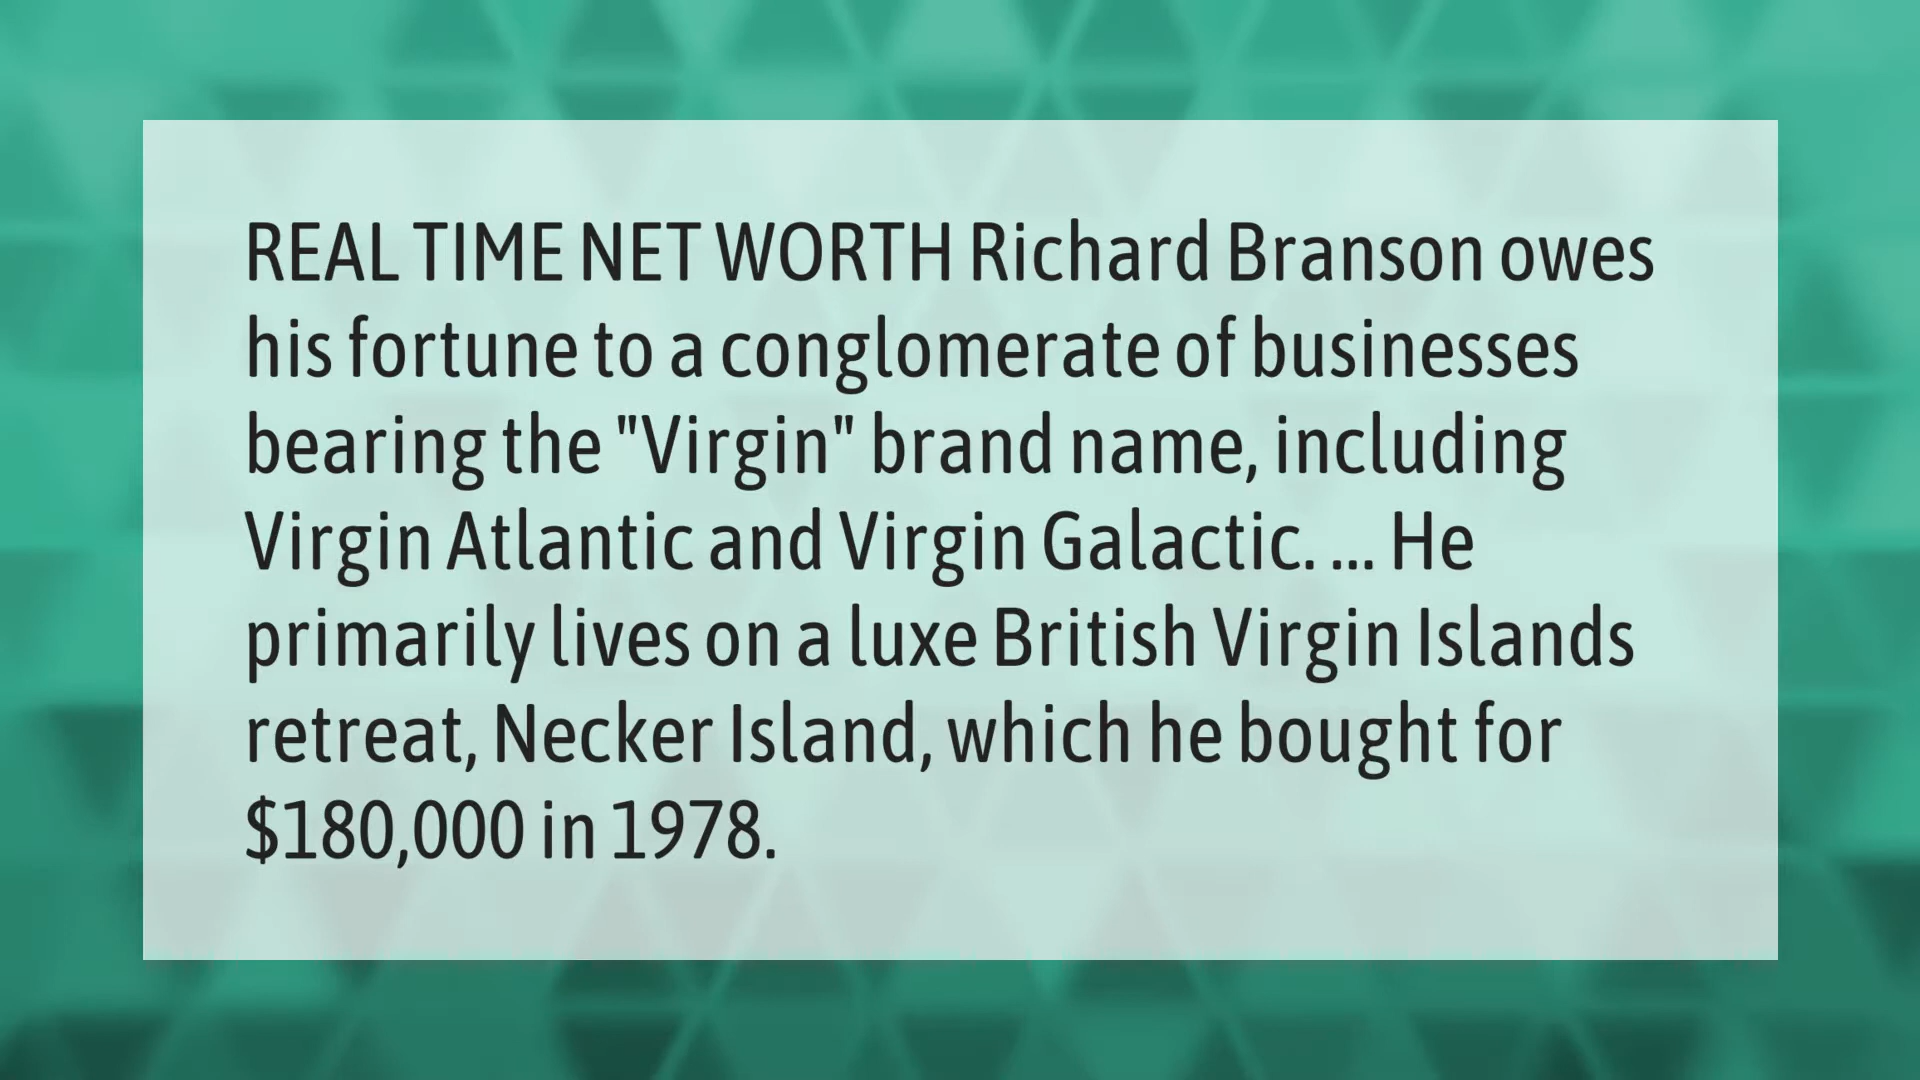 REAL TIME NET WORTH Richard Branson owes
his fortune to a conglomerate of businesses
bearing the "Virgin" brand name, including
Virgin Atlantic and Virgin Galactic. ... He
primarily lives on a luxe British Virgin Islands
retreat, Necker Island, which he bought for
$180,000 in 1978.